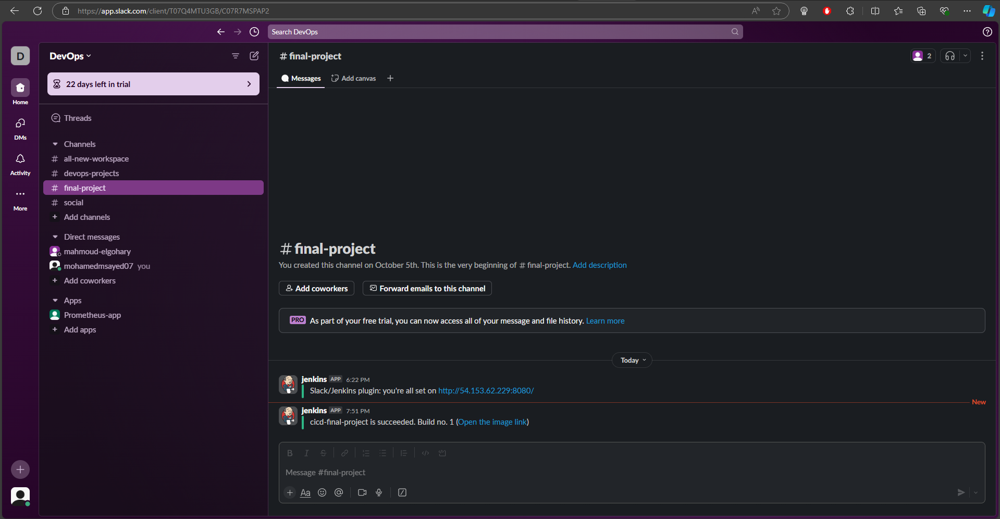 https://app.slack.com/client/T07Q4MTU3GB/C07R7MSPAP2
Search DevOps
D
Home
DMs
Activity
More
DevOps
22 days left in trial
Threads
Channels
# all-new-workspace
# devops-projects
# final-project
# social
+ Add channels
Direct messages
mahmoud-elgohary
mohamedmsayed07 you
+ Add coworkers
Apps
Prometheus-app
+ Add apps
# final-project
2
Messages
Add canvas
# final-project
You created this channel on October 5th. This is the very beginning of # final-project. Add description
Add coworkers
Forward emails to this channel
PRO As part of your free trial, you can now access all of your message and file history. Learn more
Today
jenkins APP 6:22 PM
Slack/Jenkins plugin: you're all set on http://54.153.62.229:8080/
New
jenkins APP 7:51 PM
cicd-final-project is succeeded. Build no. 1 (Open the image link)
B I S
Message #final-project
+ Aa @